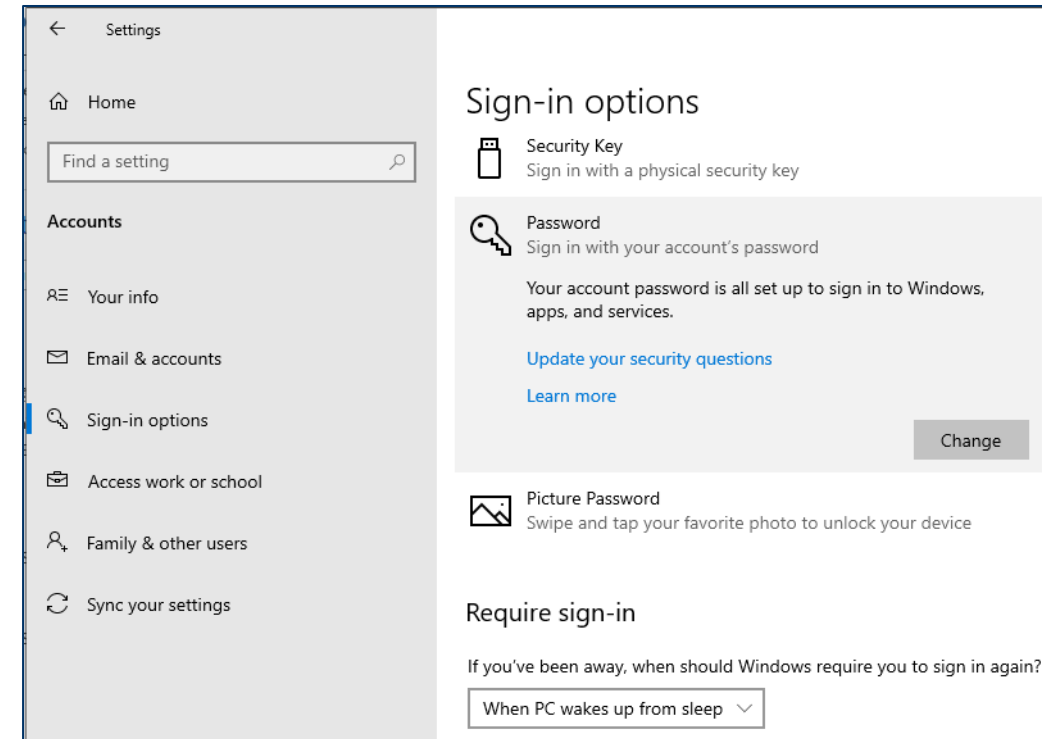 Settings
Home
Find a setting
Accounts
Your info
Email & accounts
Sign-in options
Access work or school
Family & other users
Sync your settings
Sign-in options
Security Key
Sign in with a physical security key
Password
Sign in with your account's password
Your account password is all set up to sign in to Windows,
apps, and services.
Update your security questions
Learn more
Change
Picture Password
Swipe and tap your favorite photo to unlock your device
Require sign-in
If you've been away, when should Windows require you to sign in again?
When PC wakes up from sleep